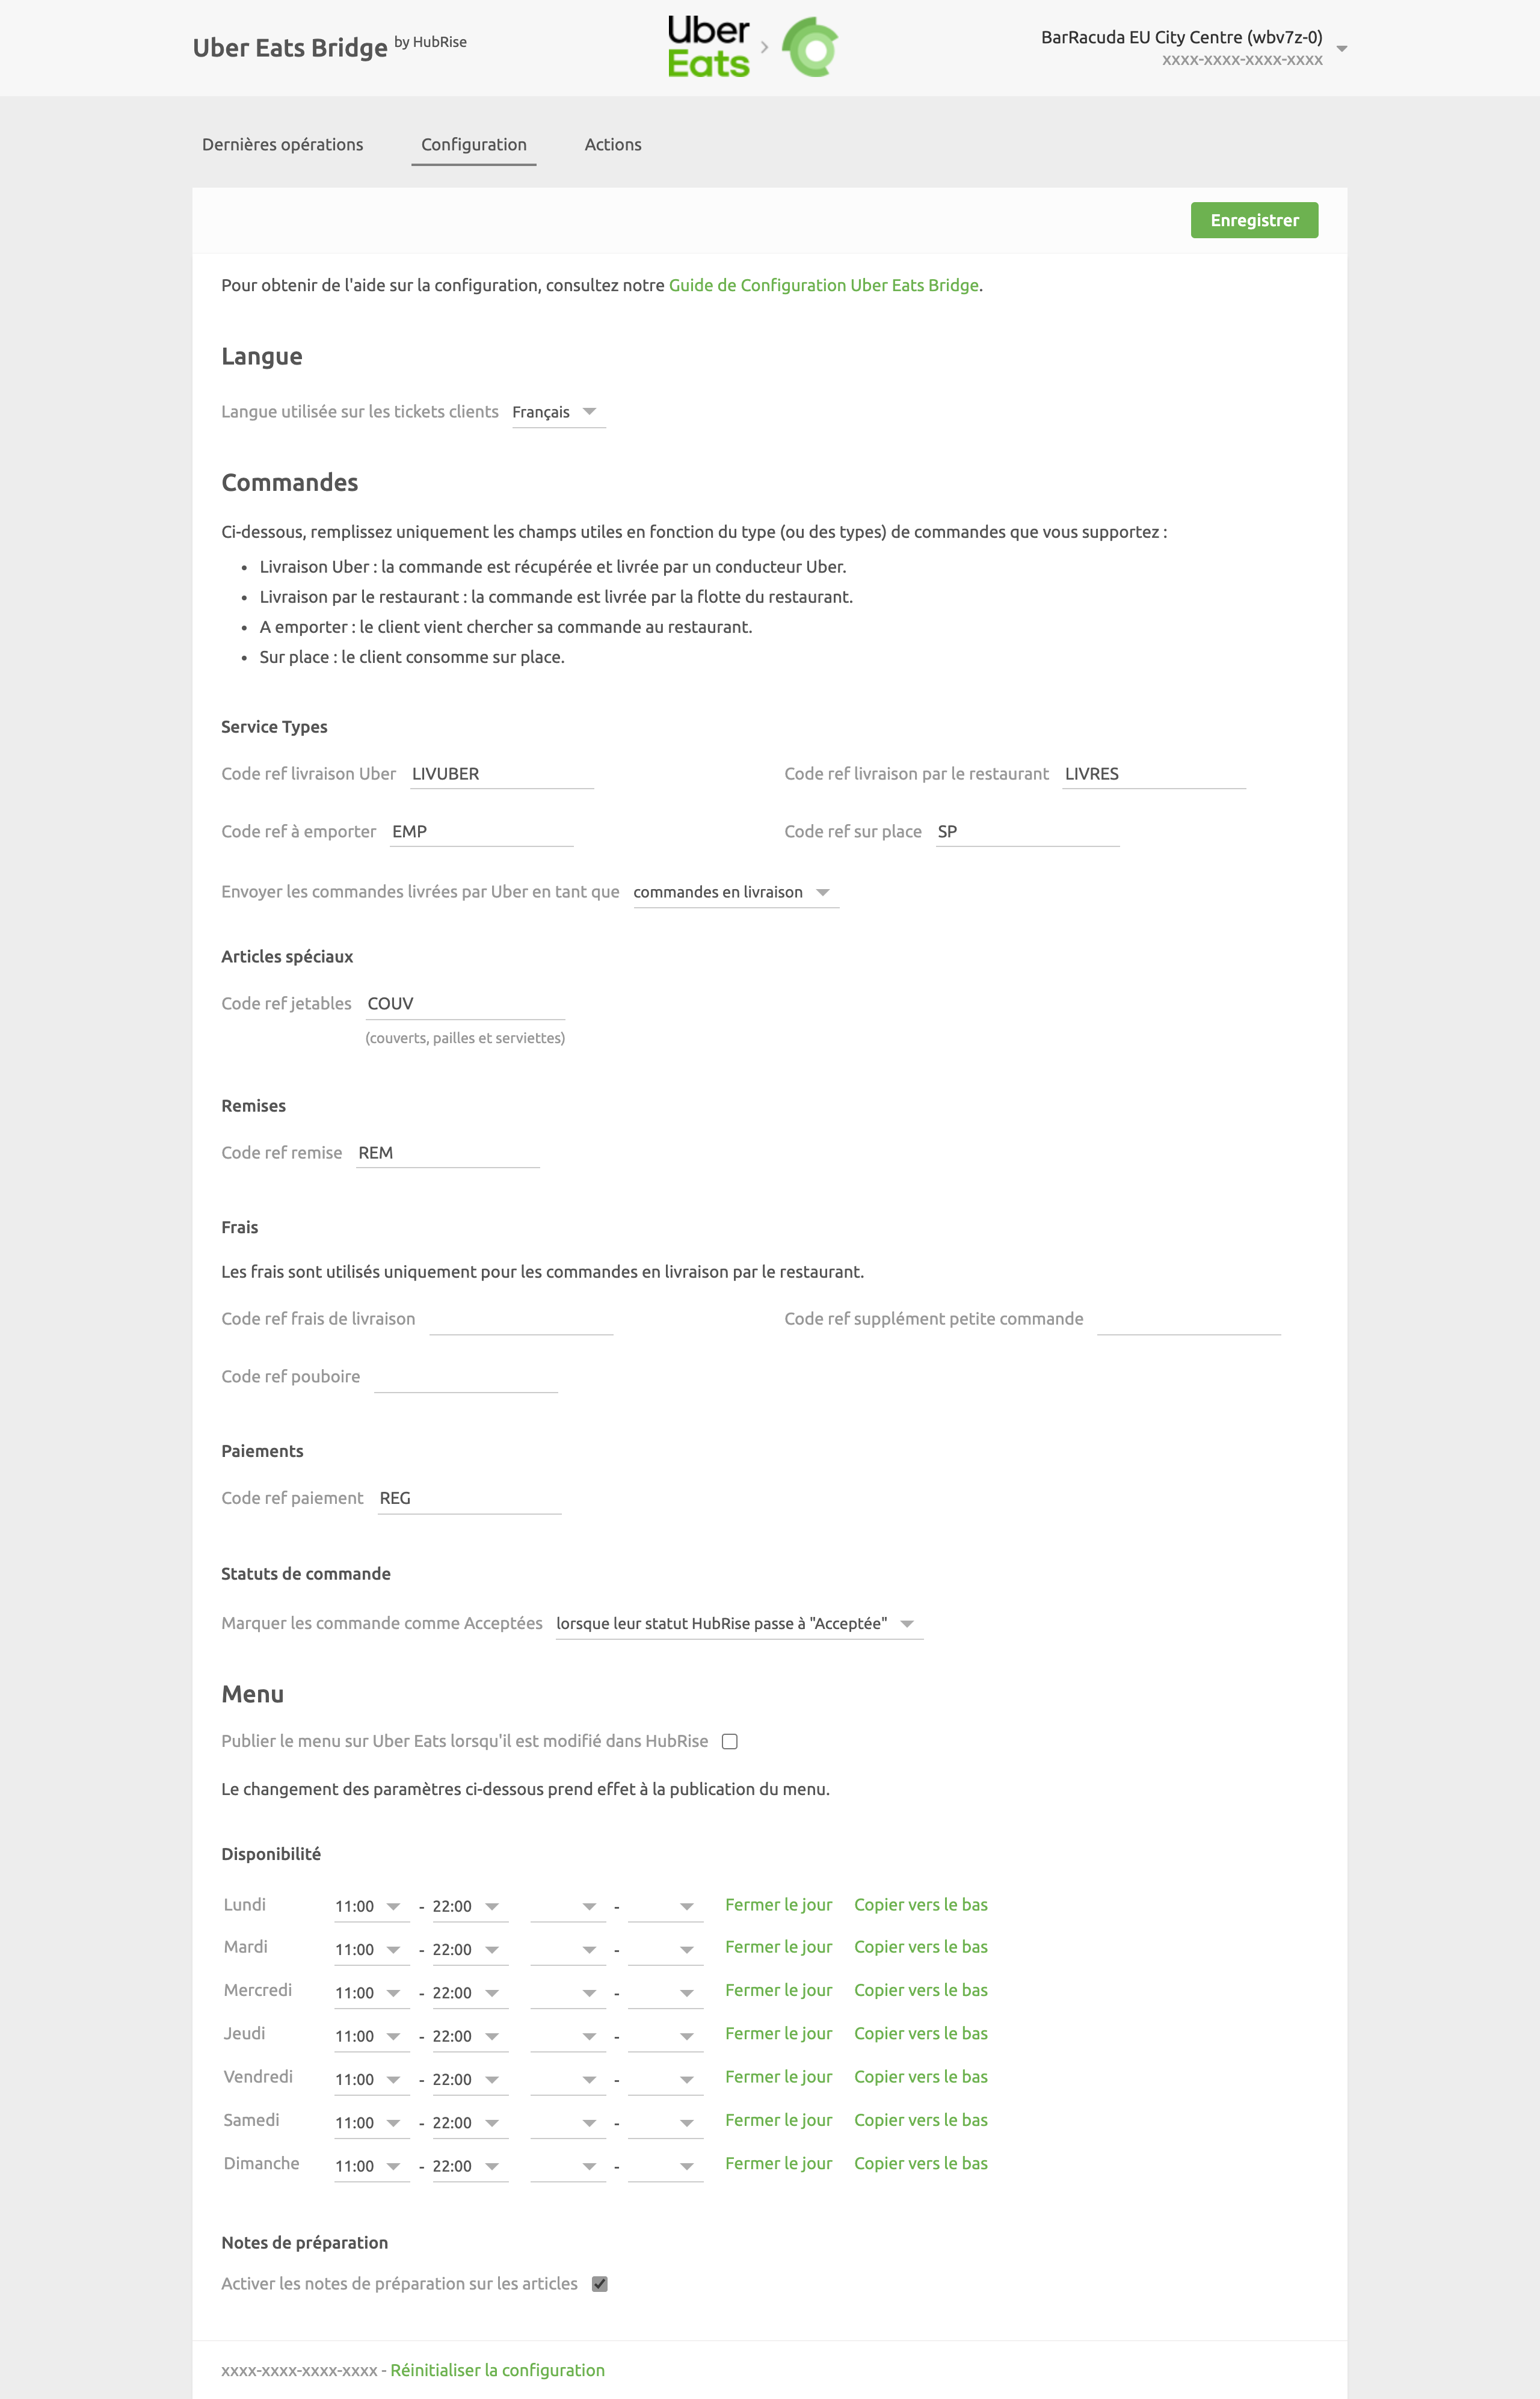 Uber Eats Bridge by HubRise
Uber
Eats
BarRacuda EU City Centre (wbv7z-0)
xxxx-xxxx-xxxx-xxxx
Dernières opérations Configuration Actions
Enregistrer
Pour obtenir de l'aide sur la configuration, consultez notre Guide de Configuration Uber Eats Bridge.
Langue
Langue utilisée sur les tickets clients Français
Commandes
Ci-dessous, remplissez uniquement les champs utiles en fonction du type (ou des types) de commandes que vous supportez :
• Livraison Uber : la commande est récupérée et livrée par un conducteur Uber.
• Livraison par le restaurant : la commande est livrée par la flotte du restaurant.
• A emporter : le client vient chercher sa commande au restaurant.
• Sur place : le client consomme sur place.
Service Types
Code ref livraison Uber LIVUBER Code ref livraison par le restaurant LIVRES
Code ref à emporter EMP Code ref sur place SP
Envoyer les commandes livrées par Uber en tant que commandes en livraison
Articles spéciaux
Code ref jetables COUV
(couverts, pailles et serviettes)
Remises
Code ref remise REM
Frais
Les frais sont utilisés uniquement pour les commandes en livraison par le restaurant.
Code ref frais de livraison Code ref supplément petite commande
Code ref pouboire
Paiements
Code ref paiement REG
Statuts de commande
Marquer les commande comme Acceptées lorsque leur statut HubRise passe à "Acceptée"
Menu
Publier le menu sur Uber Eats lorsqu'il est modifié dans HubRise
Le changement des paramètres ci-dessous prend effet à la publication du menu.
Disponibilité
Lundi 11:00 - 22:00 - Fermer le jour Copier vers le bas
Mardi 11:00 - 22:00 - Fermer le jour Copier vers le bas
Mercredi 11:00 - 22:00 - Fermer le jour Copier vers le bas
Jeudi 11:00 - 22:00 - Fermer le jour Copier vers le bas
Vendredi 11:00 - 22:00 - Fermer le jour Copier vers le bas
Samedi 11:00 - 22:00 - Fermer le jour Copier vers le bas
Dimanche 11:00 - 22:00 - Fermer le jour Copier vers le bas
Notes de préparation
Activer les notes de préparation sur les articles
xxxx-xxxx-xxxx-xxxx - Réinitialiser la configuration